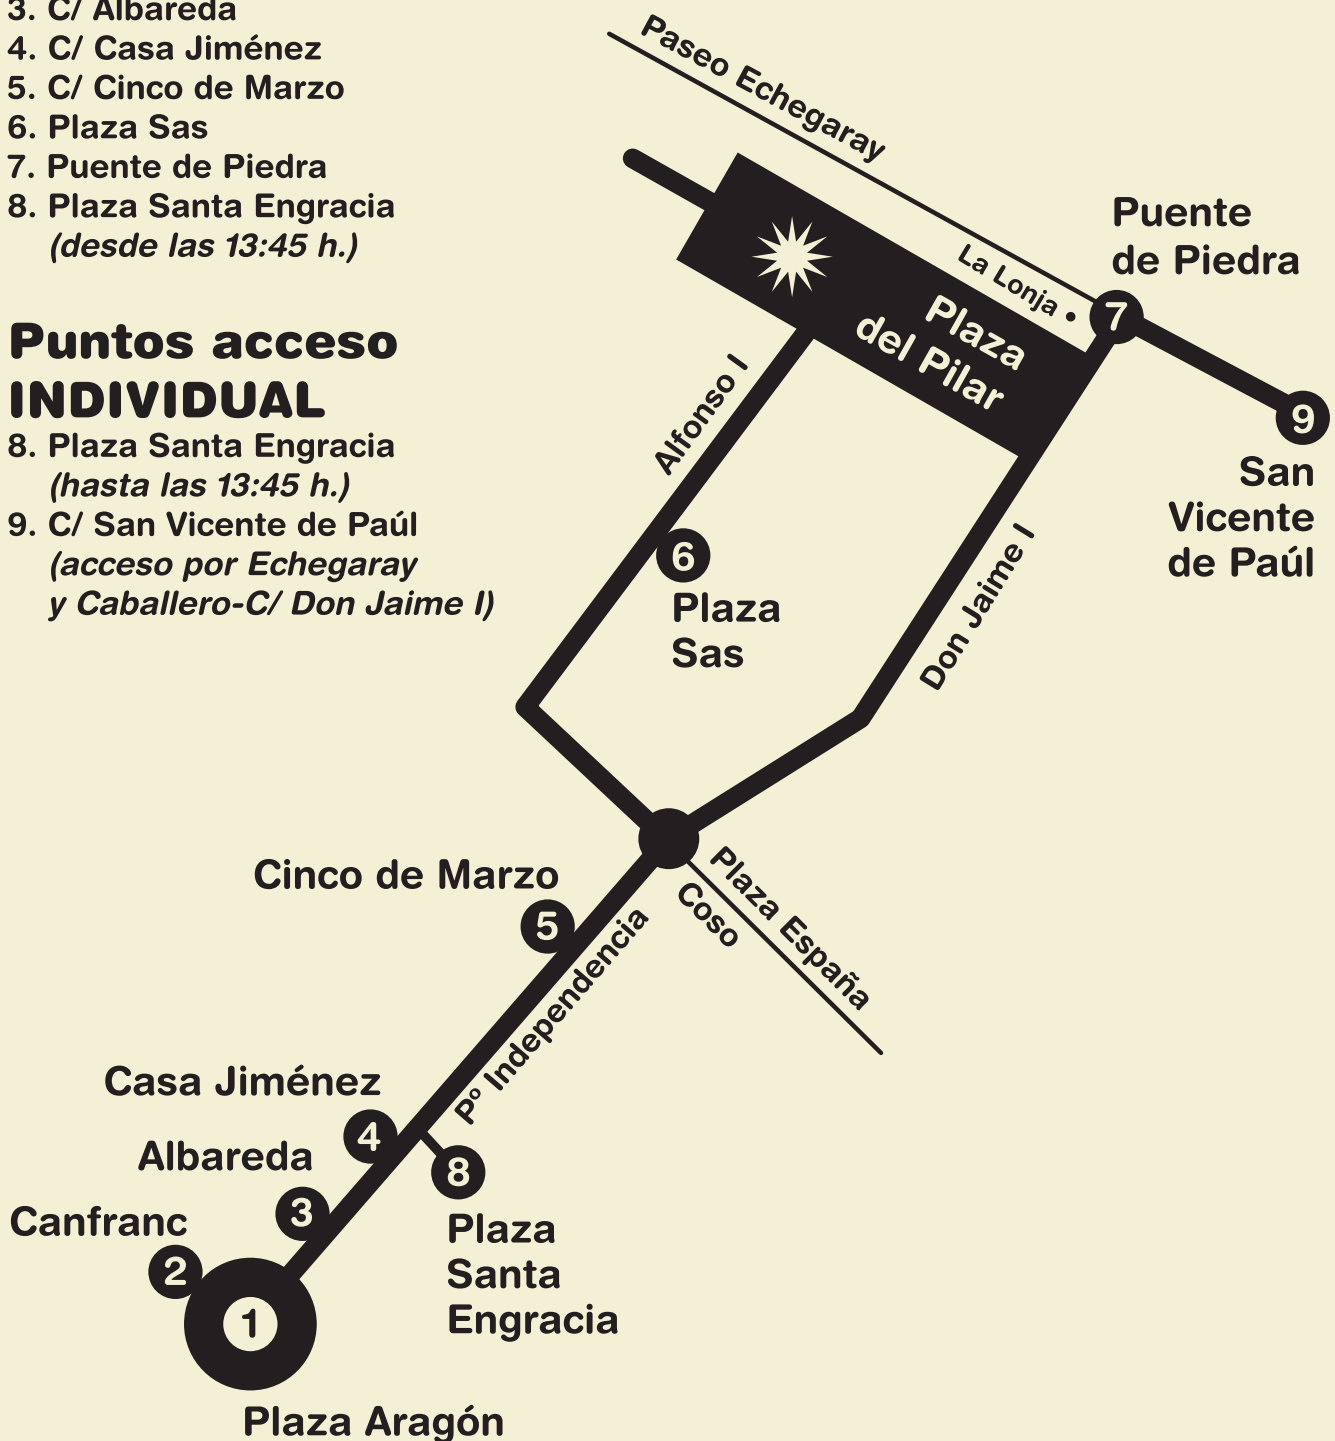 3. C/ Albareda
4. C/ Casa Jiménez
5. C/ Cinco de Marzo
6. Plaza Sas
7. Puente de Piedra
8. Plaza Santa Engracia
(desde las 13:45 h.)
Puntos acceso
INDIVIDUAL
8. Plaza Santa Engracia
(hasta las 13:45 h.)
9. C/ San Vicente de Paúl
(acceso por Echegaray
y Caballero-C/ Don Jaime I)
Paseo Echegaray
Puente
de Piedra
La Lonja
7
Plaza
del Pilar
9
San
Vicente
de Paúl
Alfonso I
6
Plaza
Sas
Don Jaime I
Cinco de Marzo
5
Plaza España
Coso
Pº Independencia
Casa Jiménez
4
Albareda
8
3
Canfranc
Plaza
Santa
Engracia
2
1
Plaza Aragón